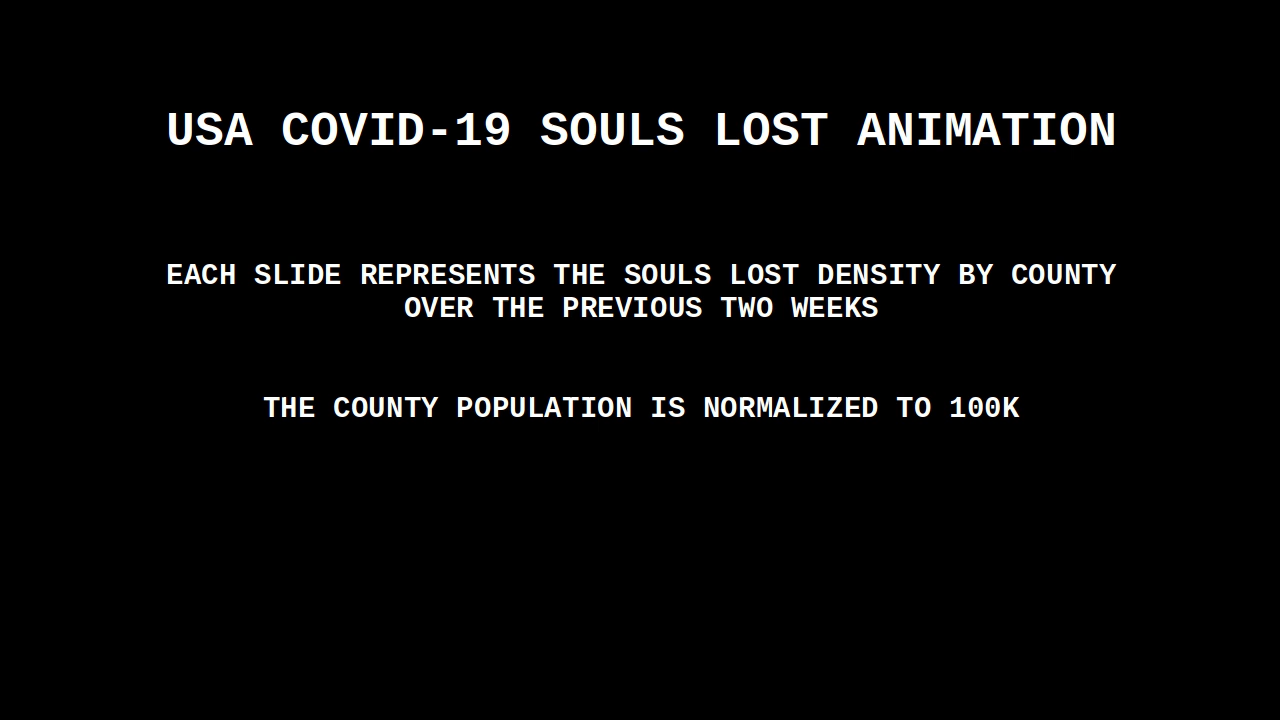 USA COVID-19 SOULS LOST ANIMATION
EACH SLIDE REPRESENTS THE SOULS LOST DENSITY BY COUNTY
OVER THE PREVIOUS TWO WEEKS
THE COUNTY POPULATION IS NORMALIZED TO 100K